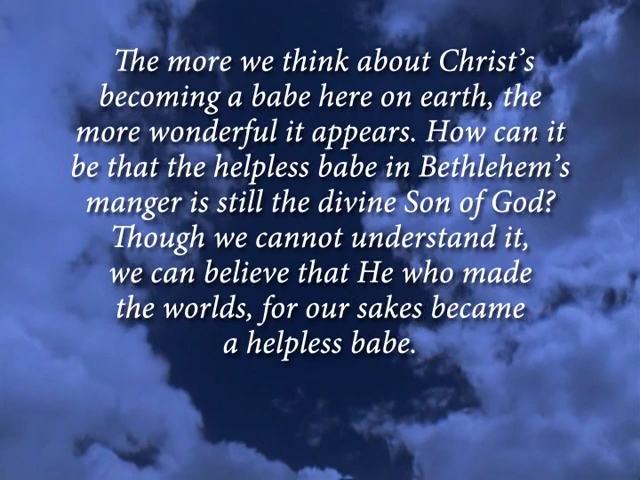 The more we think about Christ’s
becoming a babe here on earth, the
more wonderful it appears. How can it
be that the helpless babe in Bethlehem’s
manger is still the divine Son of God?
Though we cannot understand it,
we can believe that He who made
the worlds, for our sakes became
a helpless babe.